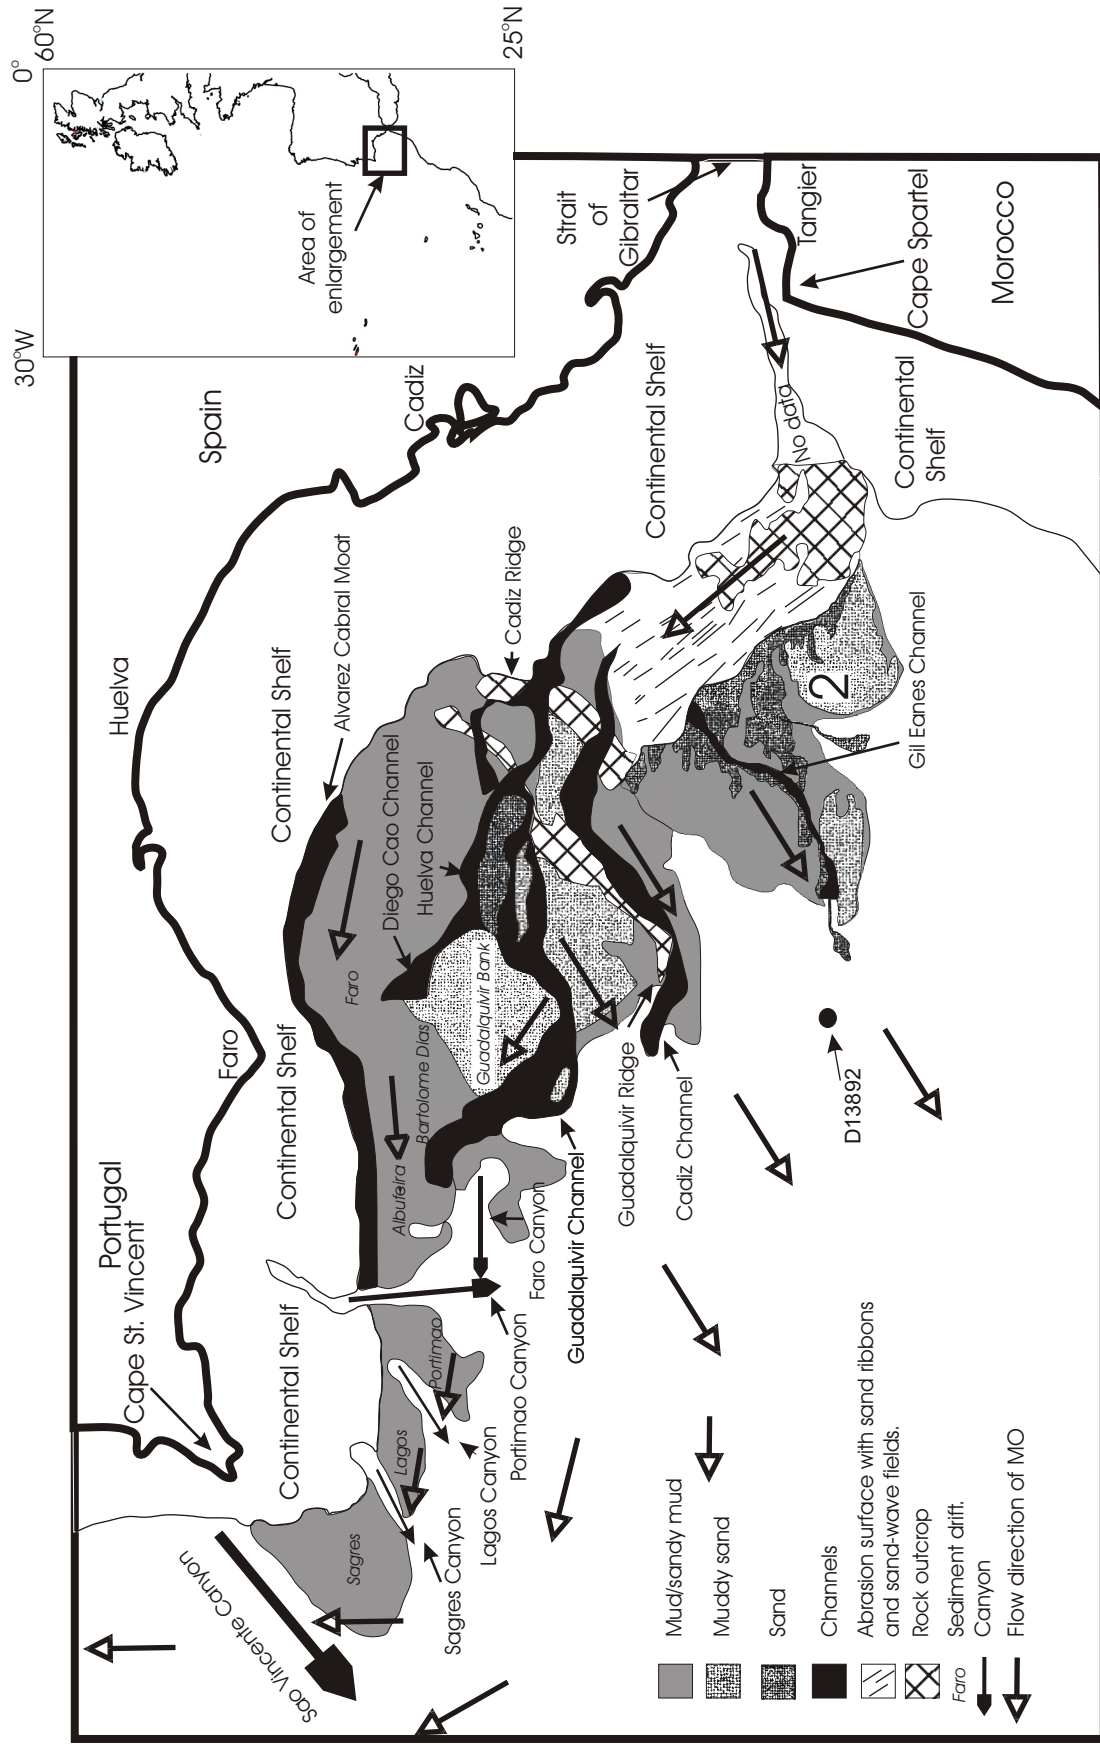 60°N
0°
25°N
30°W
Area of
enlargement
Portugal
Cape St. Vincent
Faro
Huelva
Spain
Cadiz
Strait
of
Gibraltar
Tangier
Cape Spartel
Morocco
Continental Shelf
Continental Shelf
Continental Shelf
Continental Shelf
Continental
Shelf
Alvarez Cabral Moat
Cadiz Ridge
Diego Cao Channel
Huelva Channel
Faro
Bartolome Dias
Albufeira
Guadalquivir Bank
Portimao
Lagos
Sagres
Sao Vincente Canyon
Sagres Canyon
Lagos Canyon
Portimao Canyon
Faro Canyon
Guadalquivir Channel
Guadalquivir Ridge
Cadiz Channel
Gil Eanes Channel
No data
2
D13892
Mud/sandy mud
Muddy sand
Sand
Channels
Abrasion surface with sand ribbons
and sand-wave fields.
Rock outcrop
Faro
Sediment drift.
Canyon
Flow direction of MO